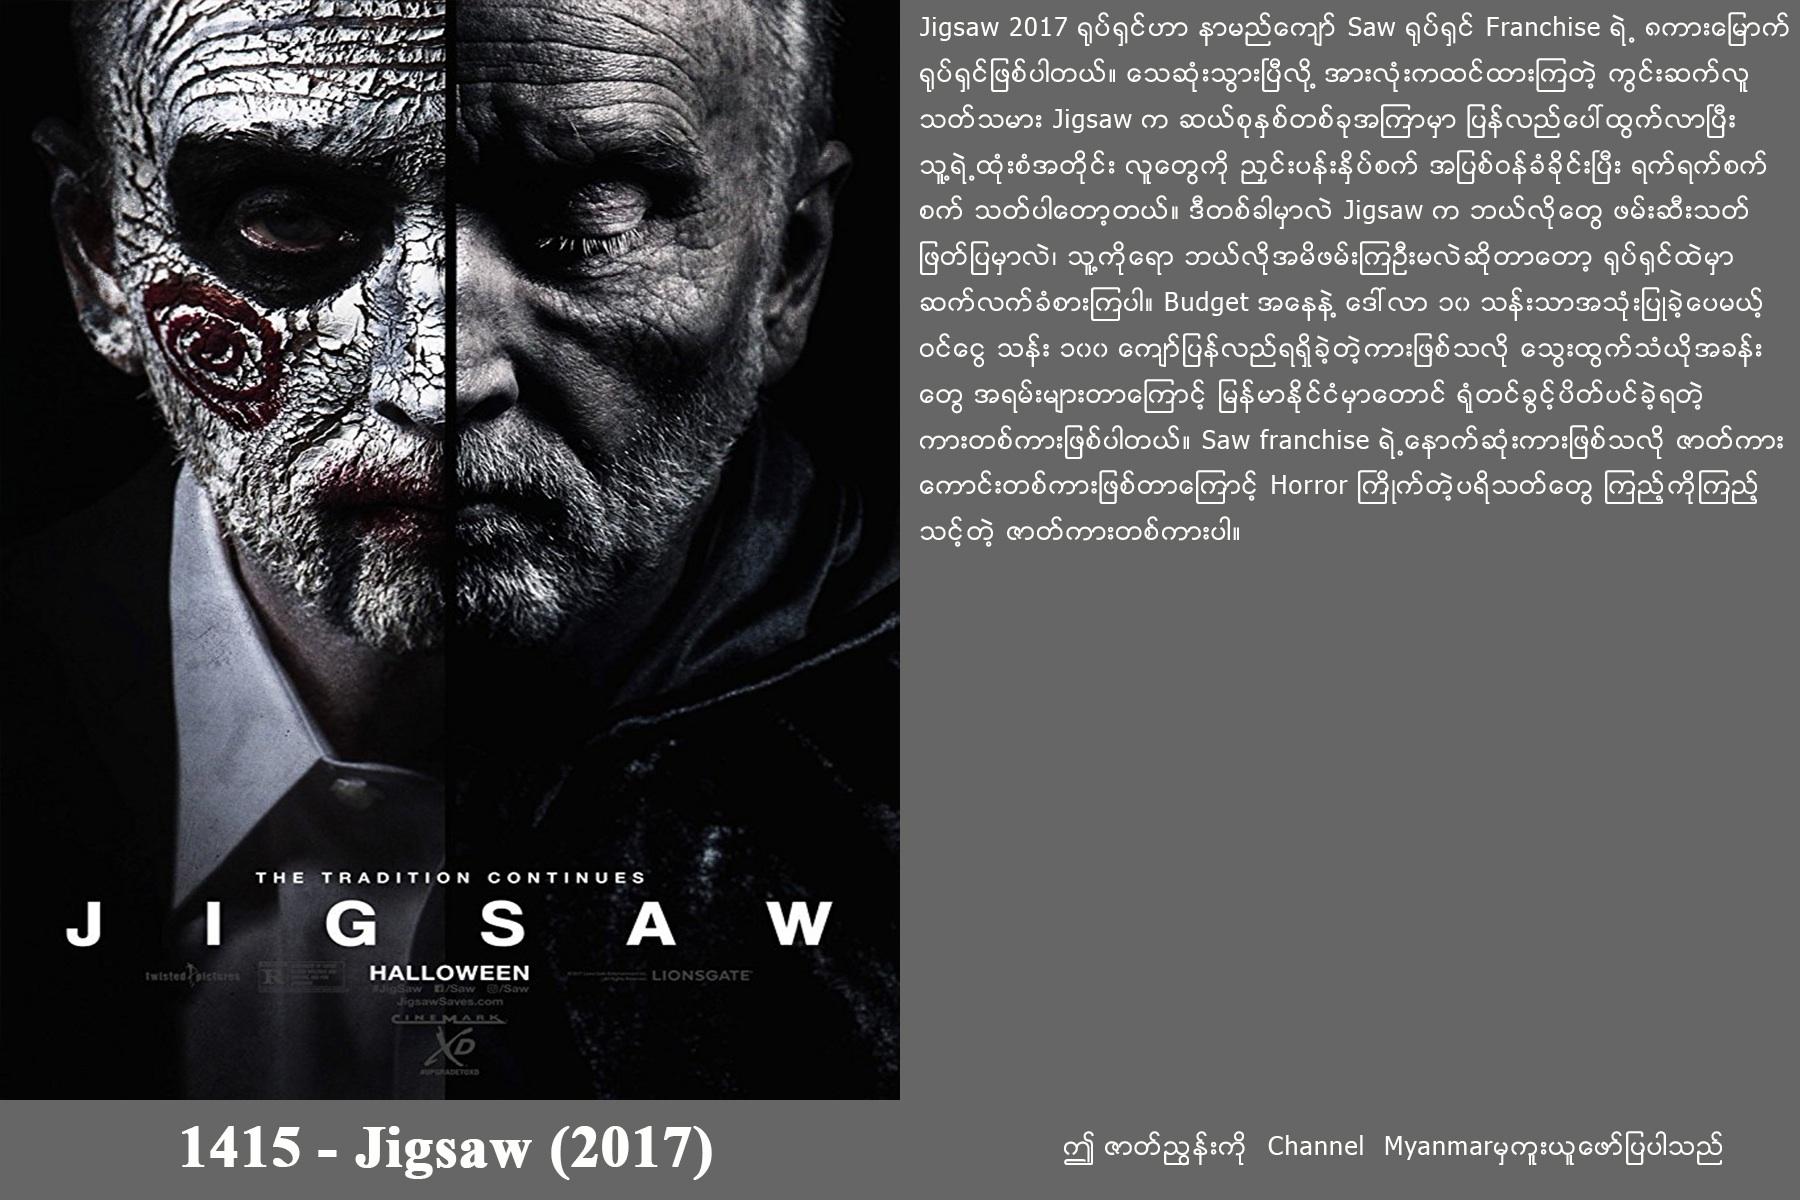 Jigsaw 2017 ရုပ်ရှင်ဟာ နာမည်ကျော် Saw ရုပ်ရှင် Franchise ရဲ့ ၈ကားမြောက်
ရုပ်ရှင်ဖြစ်ပါတယ်။ သေဆုံးသွားပြီလို့ အားလုံးကထင်ထားကြတဲ့ ကွင်းဆက်လူ
သတ်သမား Jigsaw က ဆယ်စုနှစ်တစ်ခုအကြာမှာ ပြန်လည်ပေါ်ထွက်လာပြီး
သူ့ရဲ့ထုံးစံအတိုင်း လူတွေကို ညှင်းပန်းနှိပ်စက် အပြစ်ဝန်ခံခိုင်းပြီး ရက်ရက်စက်
စက် သတ်ပါတော့တယ်။ ဒီတစ်ခါမှာလဲ Jigsaw က ဘယ်လိုတွေ ဖမ်းဆီးသတ်
ဖြတ်ပြမှာလဲ၊ သူ့ကိုရော ဘယ်လိုအမိဖမ်းကြဦးမလဲဆိုတာတော့ ရုပ်ရှင်ထဲမှာ
ဆက်လက်ခံစားကြပါ။ Budget အနေနဲ့ ဒေါ်လာ ၁၀ သန်းသာအသုံးပြုခဲ့ပေမယ့်
ဝင်ငွေ သန်း ၁၀၀ ကျော်ပြန်လည်ရရှိခဲ့တဲ့ကားဖြစ်သလို သွေးထွက်သံယိုအခန်း
တွေ အရမ်းများတာကြောင့် မြန်မာနိုင်ငံမှာတောင် ရုံတင်ခွင့်ပိတ်ပင်ခဲ့ရတဲ့
ကားတစ်ကားဖြစ်ပါတယ်။ Saw franchise ရဲ့နောက်ဆုံးကားဖြစ်သလို ဇာတ်ကား
ကောင်းတစ်ကားဖြစ်တာကြောင့် Horror ကြိုက်တဲ့ပရိသတ်တွေ ကြည့်ကိုကြည့်
သင့်တဲ့ ဇာတ်ကားတစ်ကားပါ။
THE TRADITION CONTINUES
JIGSAW
twisted pictures
R
HALLOWEEN
LIONSGATE
#JigSaw /Saw /Saw
JigsawSaves.com
CINEMARK
XD
#UPGRADETOXD
1415 - Jigsaw (2017)
ဤ ဇာတ်ညွှန်းကို Channel Myanmarမှကူးယူဖော်ပြပါသည်